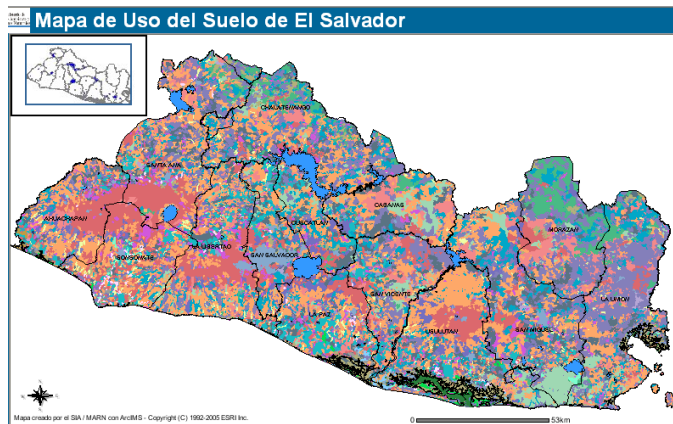 Mapa de Uso del Suelo de El Salvador
CHALATENANGO
SANTA ANA
CABAÑAS
AHUACHAPAN
CUSCATLAN
MORAZAN
LA LIBERTAD
SAN SALVADOR
SONSONATE
SAN VICENTE
LA UNION
LA PAZ
USULUTAN
SAN MIGUEL
Mapa creado por el SIA / MARN con ArcIMS - Copyright (C) 1992-2005 ESRI Inc.
0 53km